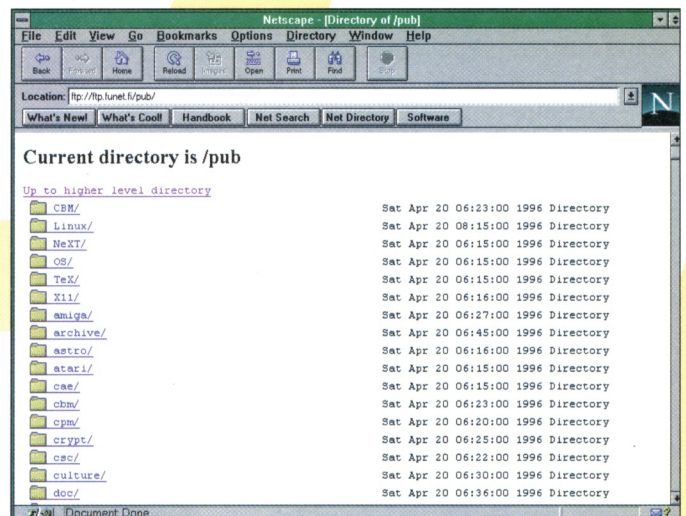 Netscape - [Directory of /pub]
File Edit View Go Bookmarks Options Directory Window Help
Back Forward Home Reload Images Open Print Find Stop
Location: ftp://ftp.funet.fi/pub/
N
What's New! What's Cool! Handbook Net Search Net Directory Software
Current directory is /pub
Up to higher level directory
CBM/ Sat Apr 20 06:23:00 1996 Directory
Linux/ Sat Apr 20 08:15:00 1996 Directory
NeXT/ Sat Apr 20 06:15:00 1996 Directory
OS/ Sat Apr 20 06:15:00 1996 Directory
TeX/ Sat Apr 20 06:15:00 1996 Directory
X11/ Sat Apr 20 06:16:00 1996 Directory
amiga/ Sat Apr 20 06:27:00 1996 Directory
archive/ Sat Apr 20 06:45:00 1996 Directory
astro/ Sat Apr 20 06:16:00 1996 Directory
atari/ Sat Apr 20 06:15:00 1996 Directory
cae/ Sat Apr 20 06:15:00 1996 Directory
cbm/ Sat Apr 20 06:23:00 1996 Directory
cpm/ Sat Apr 20 06:20:00 1996 Directory
crypt/ Sat Apr 20 06:25:00 1996 Directory
csc/ Sat Apr 20 06:22:00 1996 Directory
culture/ Sat Apr 20 06:30:00 1996 Directory
doc/ Sat Apr 20 06:36:00 1996 Directory
Document Done